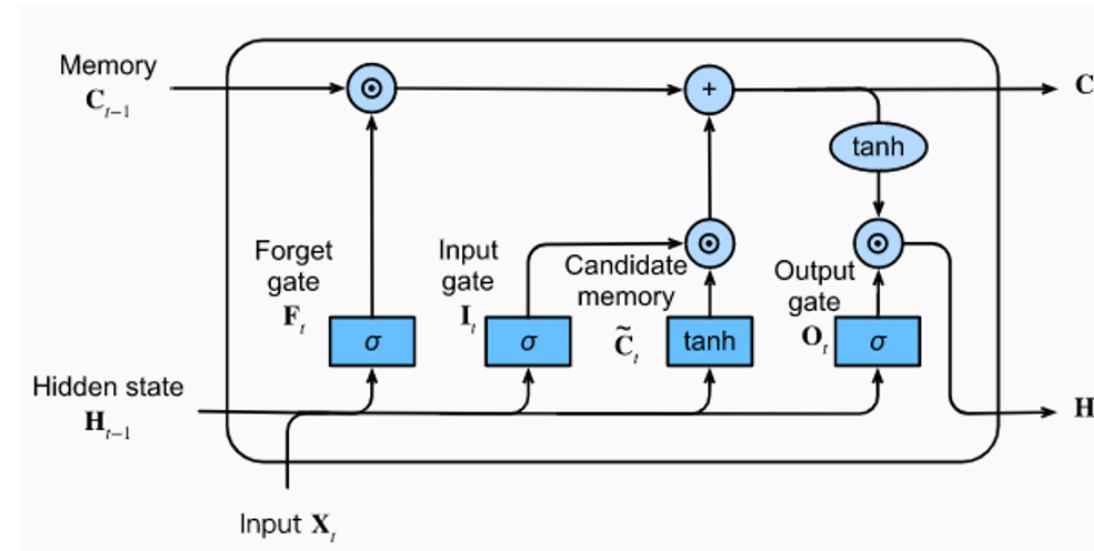 Memory
C_{t-1}
⊙
+
C
tanh
Forget
gate
F_t
Input
gate
I_t
⊙
Candidate
memory
C̃_t
Output
gate
O_t
⊙
σ
σ
tanh
σ
Hidden state
H_{t-1}
H
Input X_t